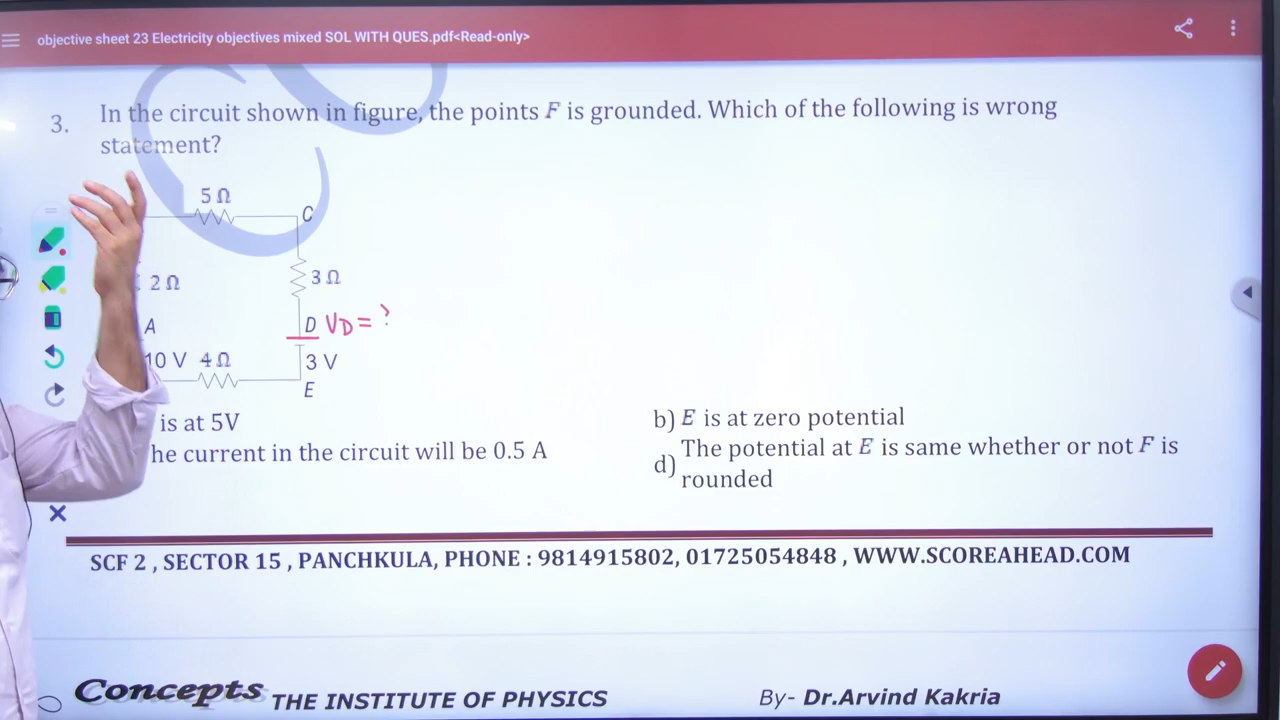 objective sheet 23 Electricity objectives mixed SOL WITH QUES.pdf<Read-only>
3. In the circuit shown in figure, the points F is grounded. Which of the following is wrong
statement?
5 Ω
C
2 Ω
3 Ω
A
D VD = ?
10 V 4 Ω
3 V
E
is at 5V
b) E is at zero potential
he current in the circuit will be 0.5 A
d) The potential at E is same whether or not F is
rounded
SCF 2 , SECTOR 15 , PANCHKULA, PHONE : 9814915802, 01725054848 , WWW.SCOREAHEAD.COM
Concepts THE INSTITUTE OF PHYSICS
By- Dr.Arvind Kakria